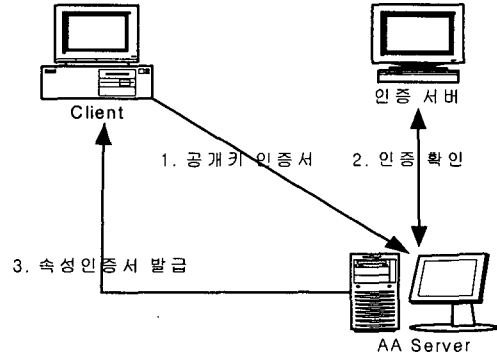 인증 서버
Client
1. 공개키 인증서
2. 인증 확인
3. 속성인증서 발급
AA Server